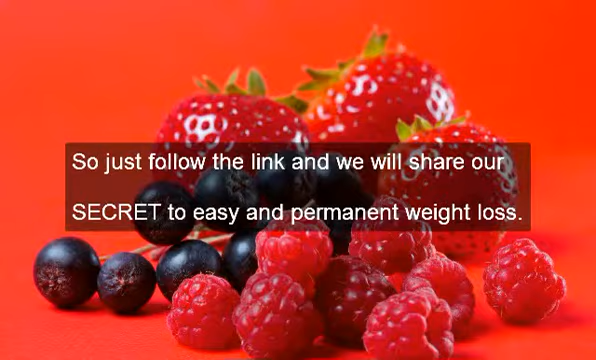 So just follow the link and we will share our
SECRET to easy and permanent weight loss.